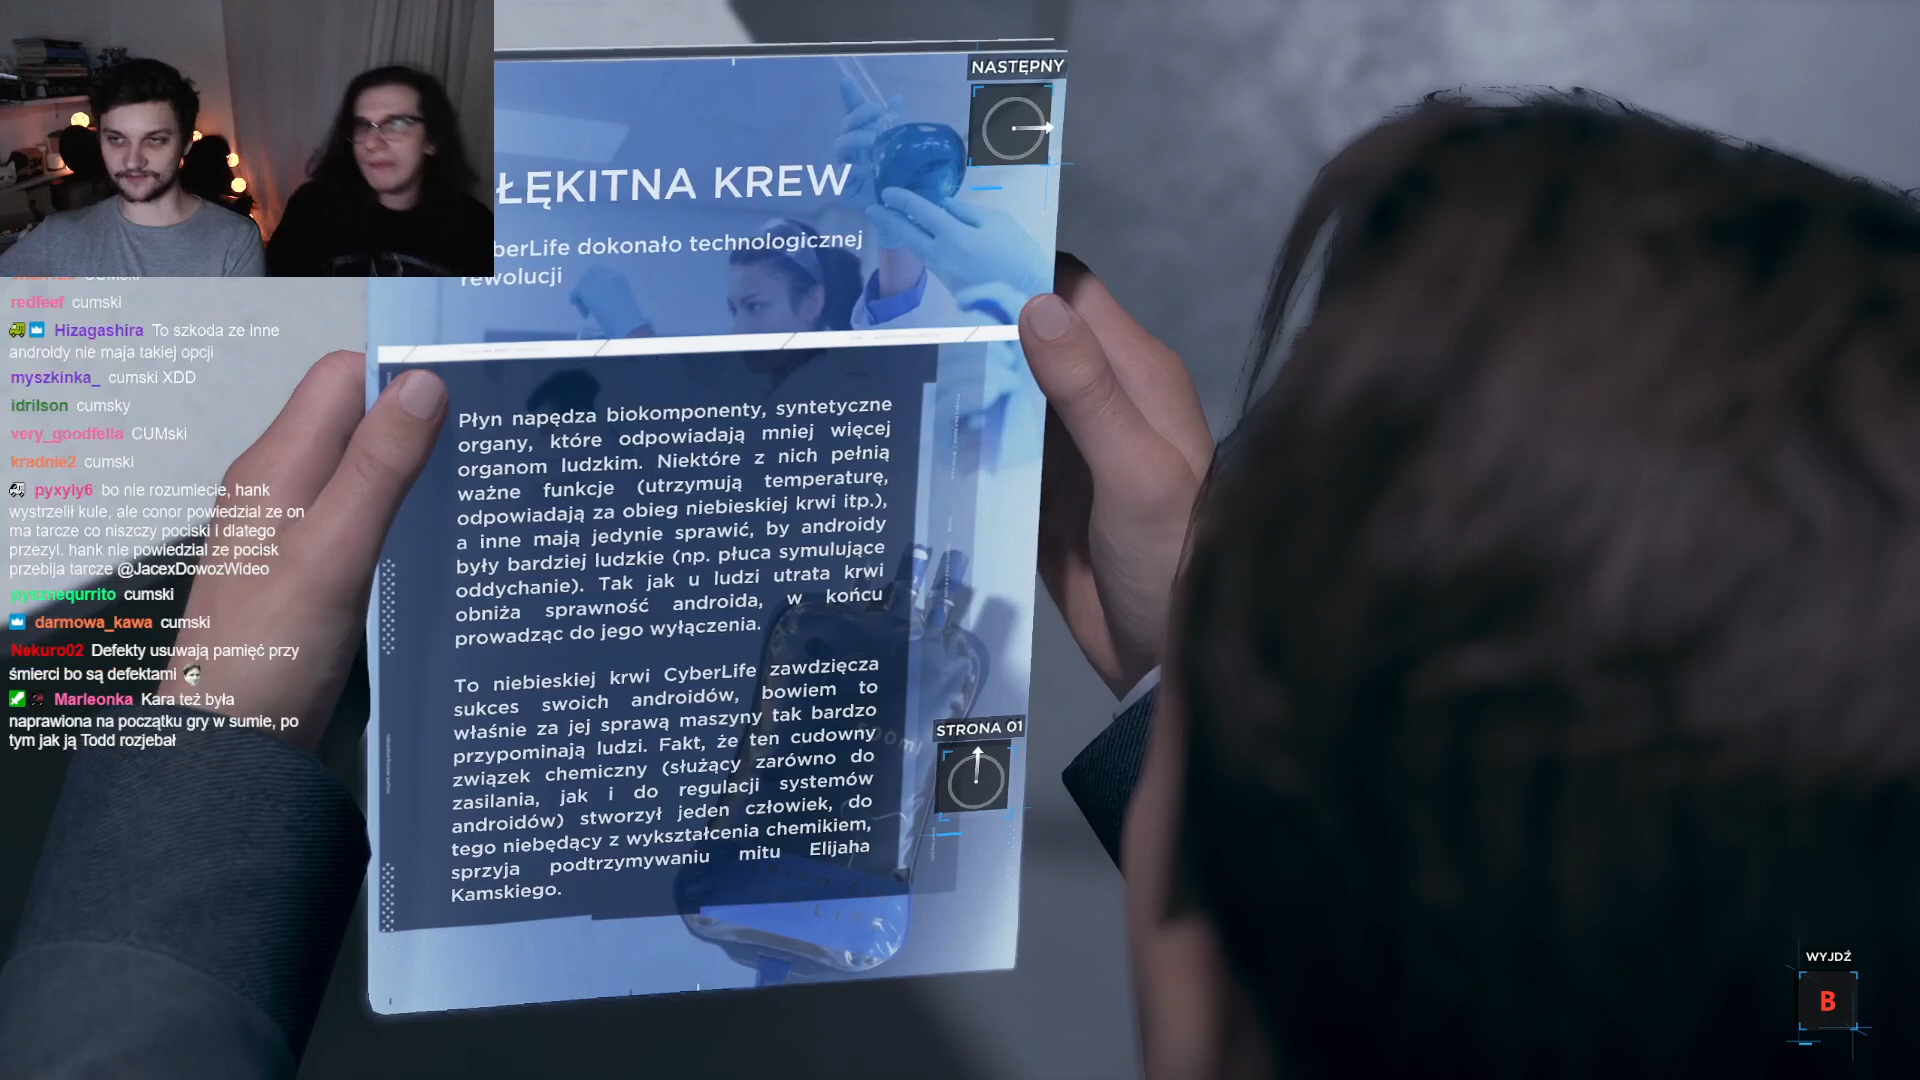 NASTĘPNY
ŁĘKITNA KREW
berLife dokonało technologicznej
rewolucji
redfeef cumski
Hizagashira To szkoda ze inne
androidy nie maja takiej opcji
myszkinka_ cumski XDD
idrilson cumsky
very_goodfella CUMski
kradnie2 cumski
pyxyly6 bo nie rozumiecie, hank
wystrzelił kule, ale conor powiedzial ze on
ma tarcze co niszczy pociski i dlatego
przezyl. hank nie powiedzial ze pocisk
przebija tarcze @JacexDowozWideo
pysznequrrito cumski
darmowa_kawa cumski
Nekuro02 Defekty usuwają pamięć przy
śmierci bo są defektami
Marleonka Kara też była
naprawiona na początku gry w sumie, po
tym jak ją Todd rozjebał
Płyn napędza biokomponenty, syntetyczne
organy, które odpowiadają mniej więcej
organom ludzkim. Niektóre z nich pełnią
ważne funkcje (utrzymują temperaturę,
odpowiadają za obieg niebieskiej krwi itp.),
a inne mają jedynie sprawić, by androidy
były bardziej ludzkie (np. płuca symulujące
oddychanie). Tak jak u ludzi utrata krwi
obniża sprawność androida, w końcu
prowadząc do jego wyłączenia.
To niebieskiej krwi CyberLife zawdzięcza
sukces swoich androidów, bowiem to
właśnie za jej sprawą maszyny tak bardzo
przypominają ludzi. Fakt, że ten cudowny
związek chemiczny (służący zarówno do
zasilania, jak i do regulacji systemów
androidów) stworzył jeden człowiek, do
tego niebędący z wykształcenia chemikiem,
sprzyja podtrzymywaniu mitu Elijaha
Kamskiego.
STRONA 01
WYJDŹ
B